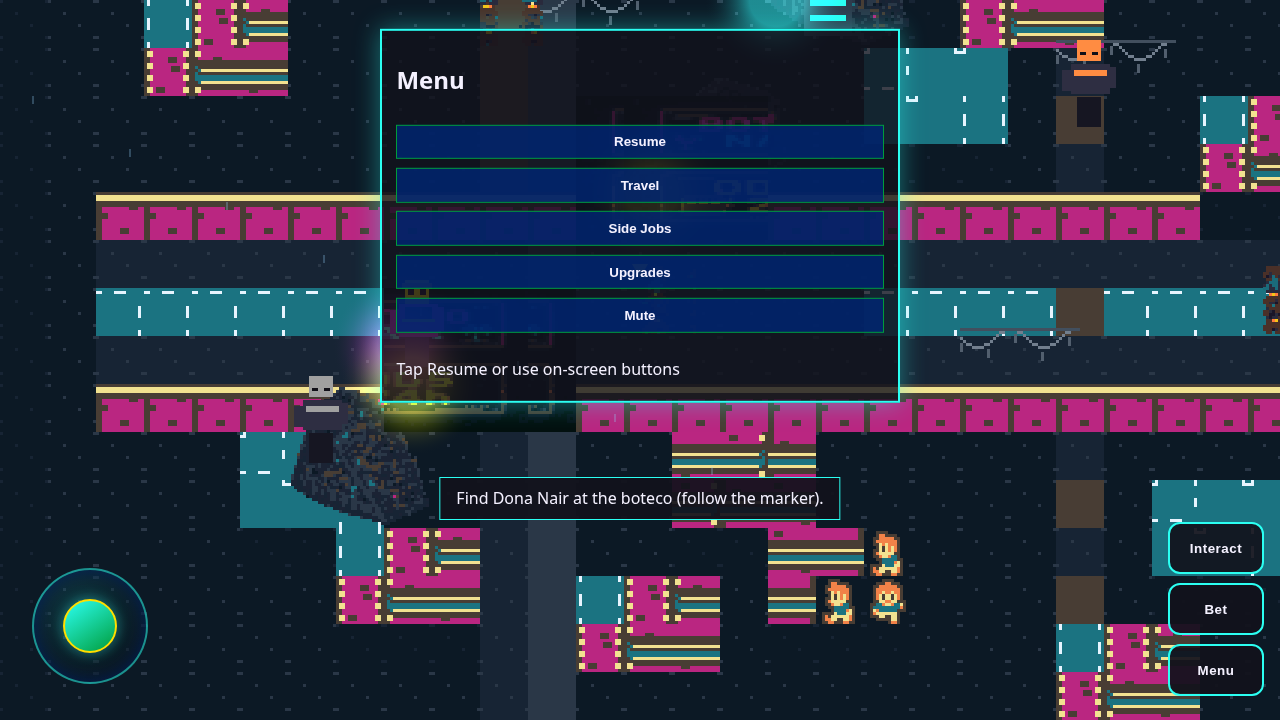 Menu
Resume
Travel
Side Jobs
Upgrades
Mute
Tap Resume or use on-screen buttons
Find Dona Nair at the boteco (follow the marker).
Interact
Bet
Menu